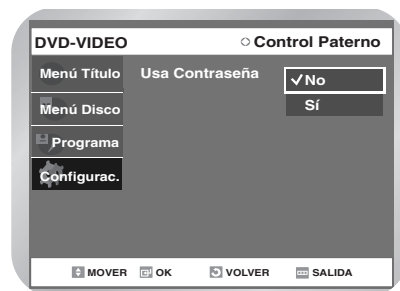 DVD-VIDEO Control Paterno
Menú Título Usa Contraseña ✓No
Sí
Menú Disco
Programa
Configurac.
MOVER OK VOLVER SALIDA